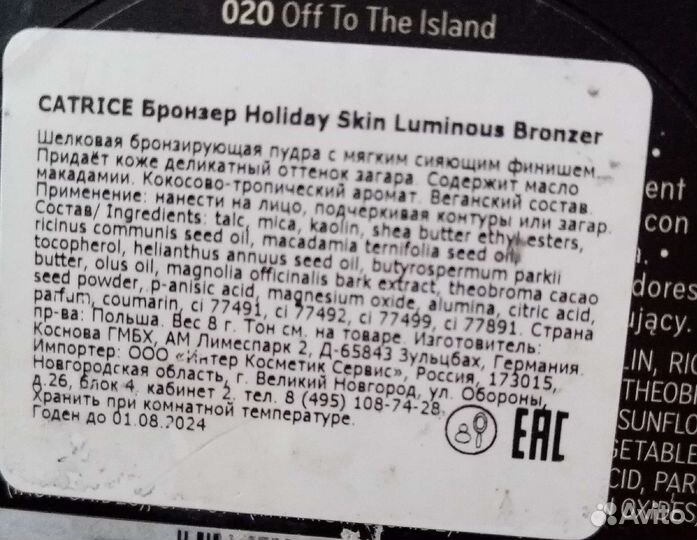 020 Off To The Island
CATRICE Бронзер Holiday Skin Luminous Bronzer
Шелковая бронзирующая пудра с мягким сияющим финишем.
Придаёт коже деликатный оттенок загара. Содержит масло
макадамии. Кокосово-тропический аромат. Веганский состав.
Применение: нанести на лицо, подчеркивая контуры или загар.
Состав/ Ingredients: talc, mica, kaolin, shea butter ethyl esters,
ricinus communis seed oil, macadamia ternifolia seed oil,
tocopherol, helianthus annuus seed oil, butyrospermum parkii
butter, olus oil, magnolia officinalis bark extract, theobroma cacao
seed powder, p-anisic acid, magnesium oxide, alumina, citric acid,
parfum, coumarin, ci 77491, ci 77492, ci 77499, ci 77891. Страна
пр-ва: Польша. Вес 8 г. Тон см. на товаре. Изготовитель:
Коснова ГМБХ, АМ Лимеспарк 2, Д-65843 Зульцбах, Германия.
Импортер: ООО «Интер Косметик Сервис», Россия, 173015,
Новгородская область, г. Великий Новгород, ул. Обороны,
д.26, блок 4, кабинет 2. тел. 8 (495) 108-74-28.
Хранить при комнатной температуре.
Годен до 01.08.2024
EAC
ent
con
a. •
dores
ujący.
LIN, RIC
THEOBR
SUNFLO
GETABLE
CID, PAR
OXIDES
Avito